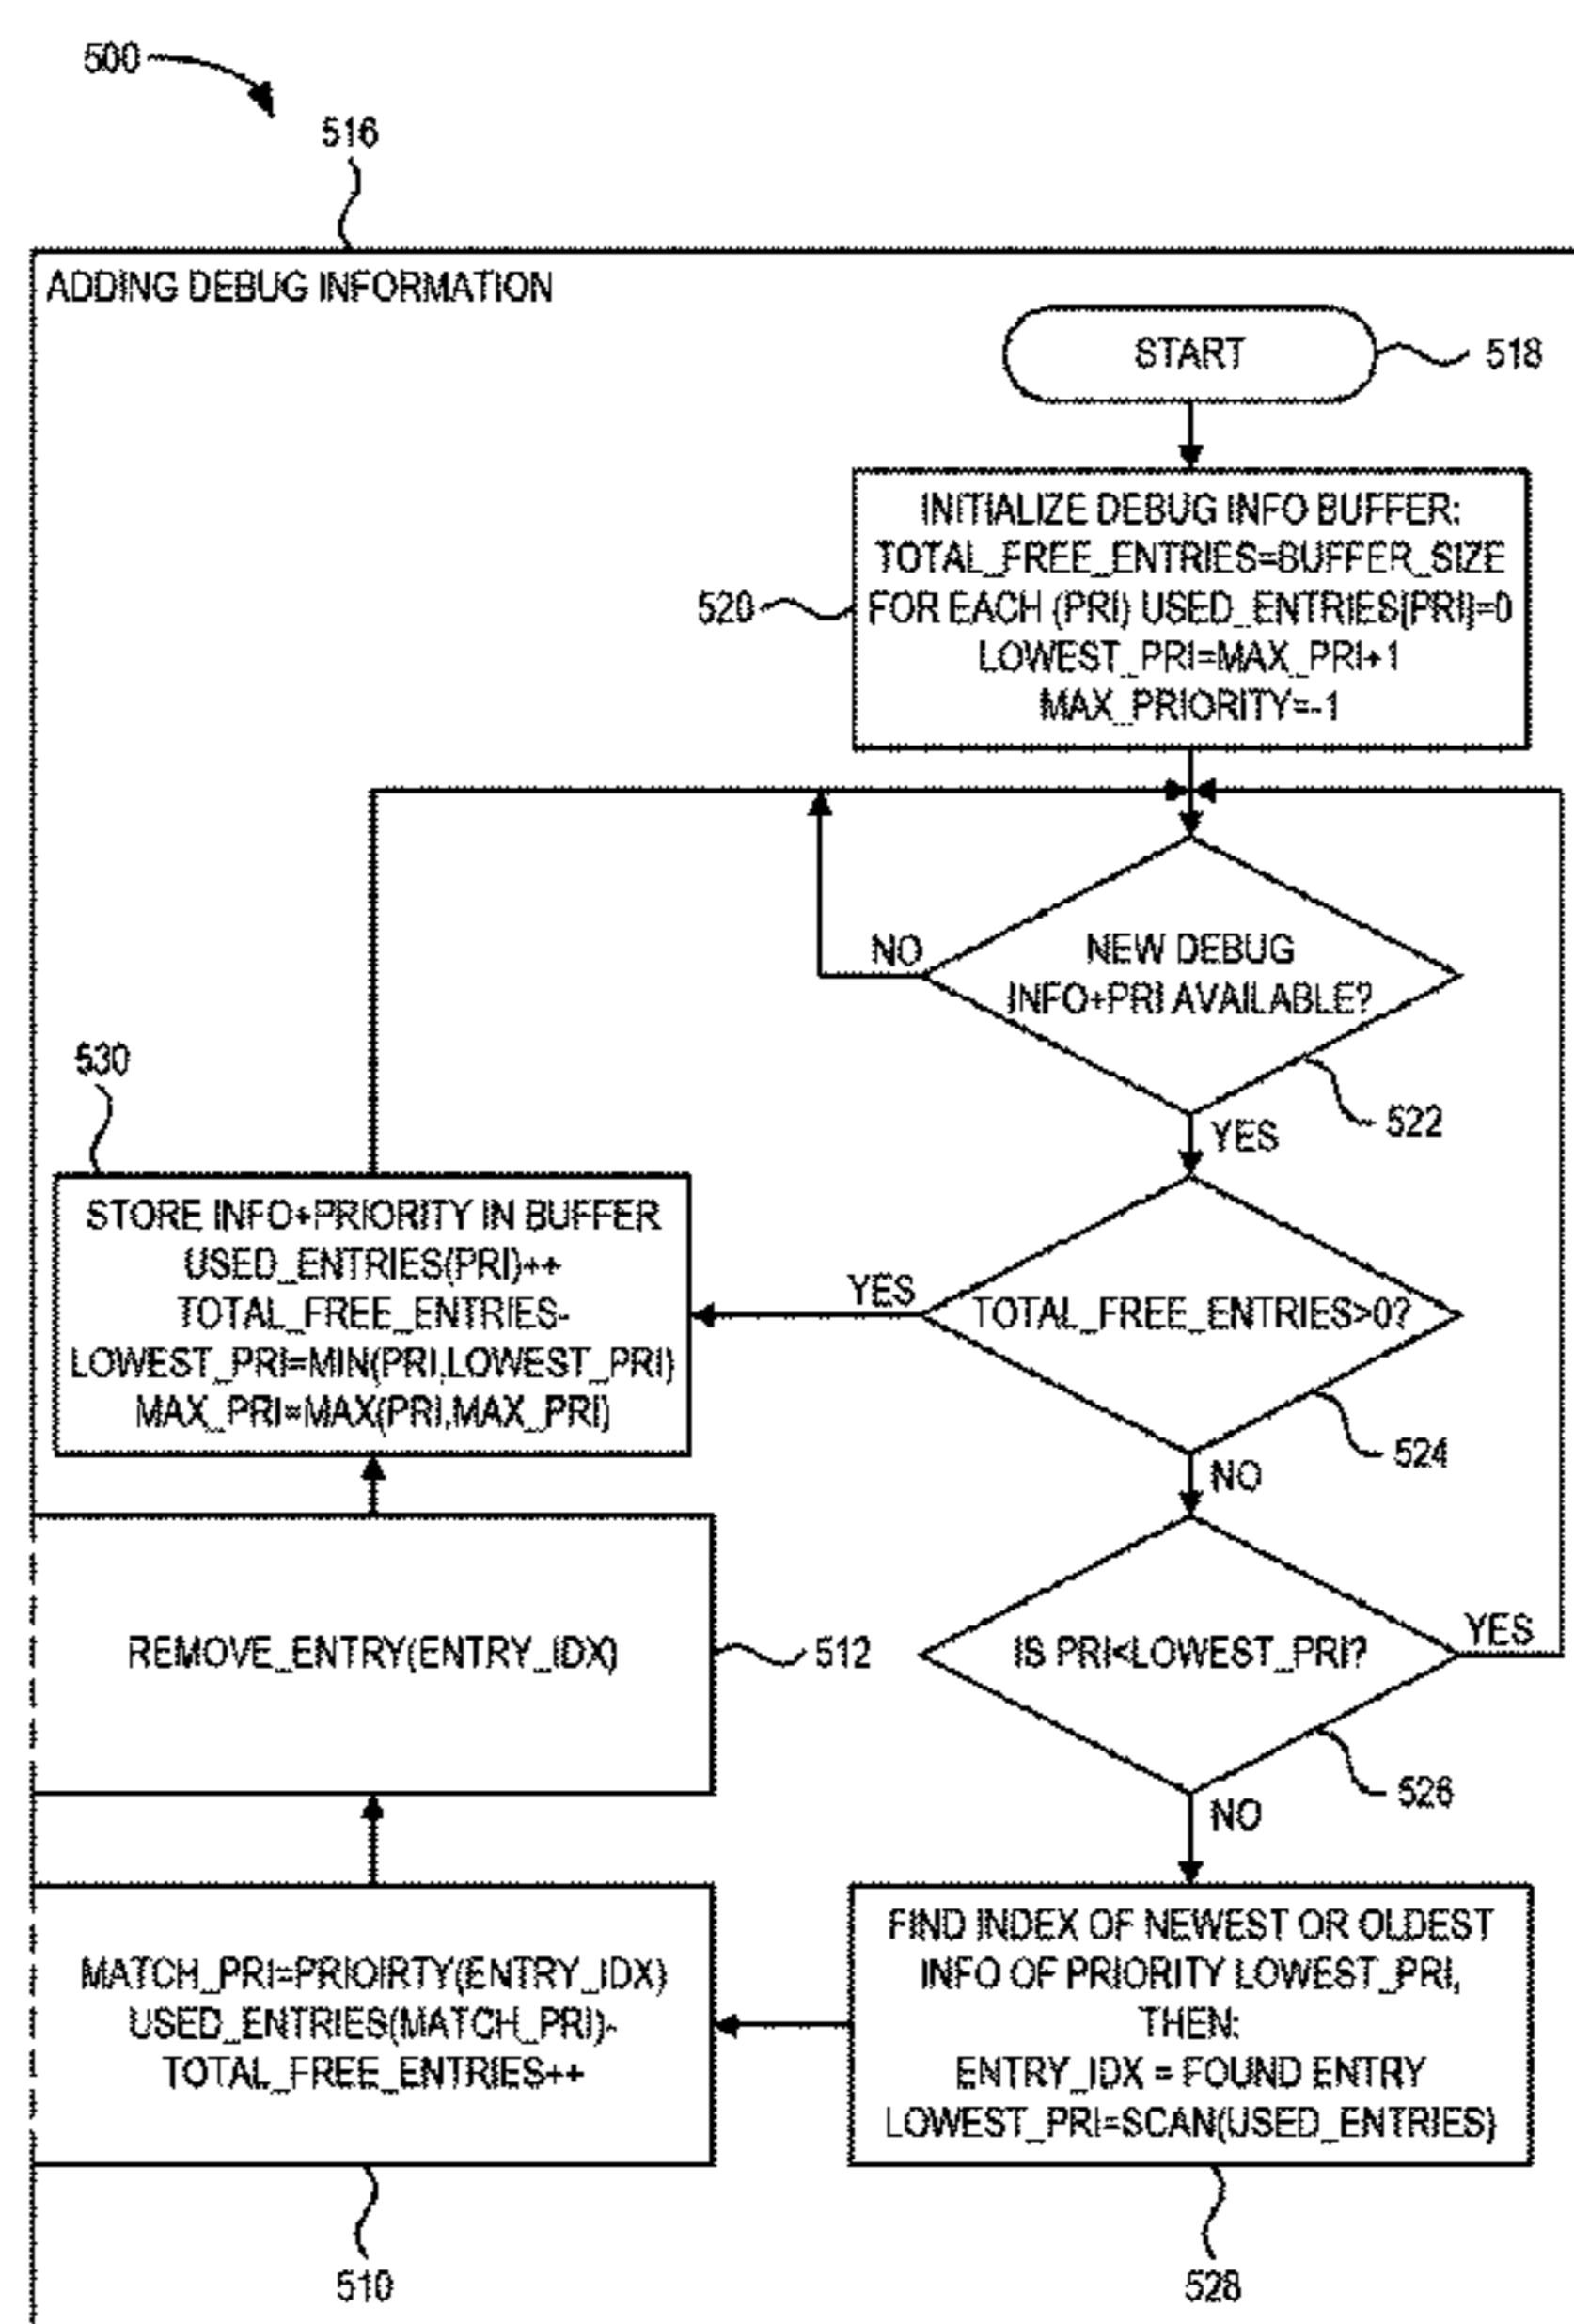 500
516
ADDING DEBUG INFORMATION
START
518
INITIALIZE DEBUG INFO BUFFER:
TOTAL_FREE_ENTRIES=BUFFER_SIZE
FOR EACH (PRI) USED_ENTRIES[PRI]=0
LOWEST_PRI=MAX_PRI+1
MAX_PRIORITY=-1
520
NO
NEW DEBUG
INFO+PRI AVAILABLE?
522
YES
530
STORE INFO+PRIORITY IN BUFFER
USED_ENTRIES(PRI)++
TOTAL_FREE_ENTRIES-
LOWEST_PRI=MIN(PRI,LOWEST_PRI)
MAX_PRI=MAX(PRI,MAX_PRI)
YES
TOTAL_FREE_ENTRIES>0?
524
NO
REMOVE_ENTRY(ENTRY_IDX)
512
IS PRI<LOWEST_PRI?
YES
526
NO
MATCH_PRI=PRIOIRTY(ENTRY_IDX)
USED_ENTRIES(MATCH_PRI)-
TOTAL_FREE_ENTRIES++
510
FIND INDEX OF NEWEST OR OLDEST
INFO OF PRIORITY LOWEST_PRI,
THEN:
ENTRY_IDX = FOUND ENTRY
LOWEST_PRI=SCAN(USED_ENTRIES)
528